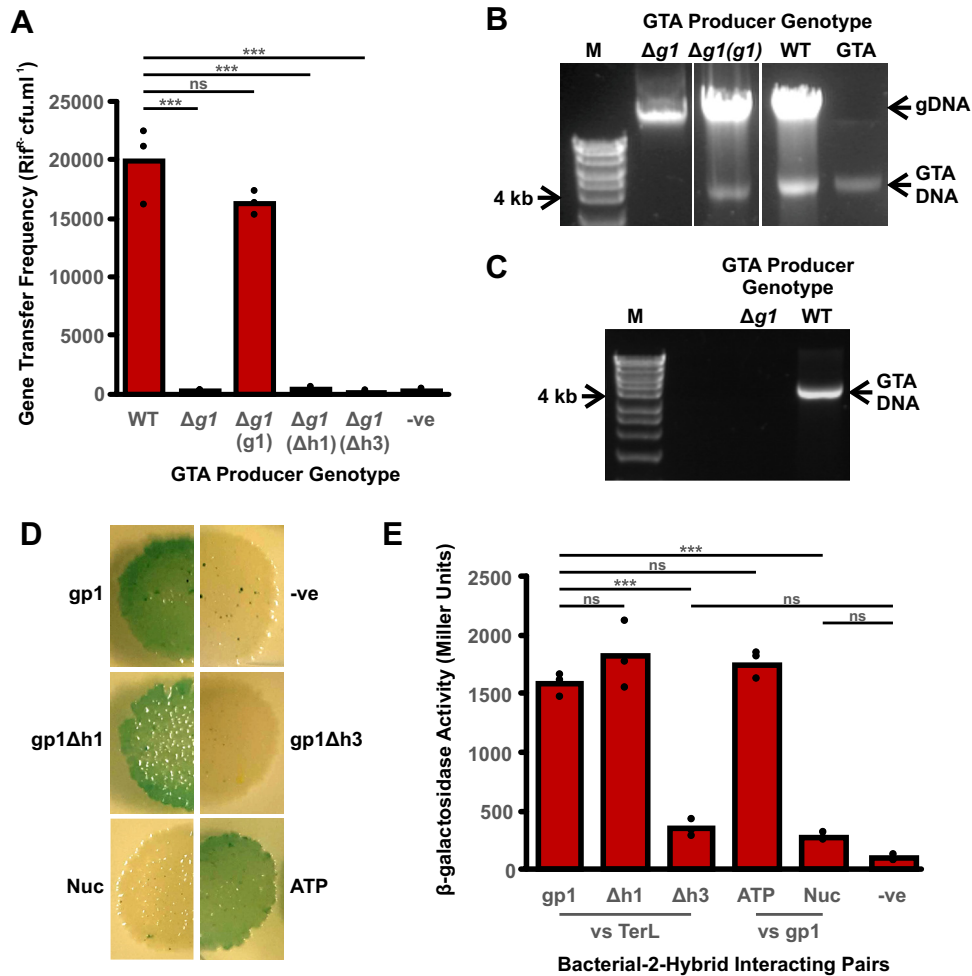 A
Gene Transfer Frequency (Rifᴿ⁻ cfu.ml⁻¹)
***
***
ns
***
25000
20000
15000
10000
5000
0
WT Δg1 Δg1 (g1) Δg1 (Δh1) Δg1 (Δh3) -ve
GTA Producer Genotype
B
GTA Producer Genotype
M Δg1 Δg1(g1) WT GTA
gDNA
GTA DNA
4 kb
C
GTA Producer
Genotype
M Δg1 WT
4 kb
GTA DNA
D
gp1 -ve
gp1Δh1 gp1Δh3
Nuc ATP
E
β-galactosidase Activity (Miller Units)
***
ns
*** ns
ns ns
2500
2000
1500
1000
500
0
gp1 Δh1 Δh3 ATP Nuc -ve
vs TerL vs gp1
Bacterial-2-Hybrid Interacting Pairs